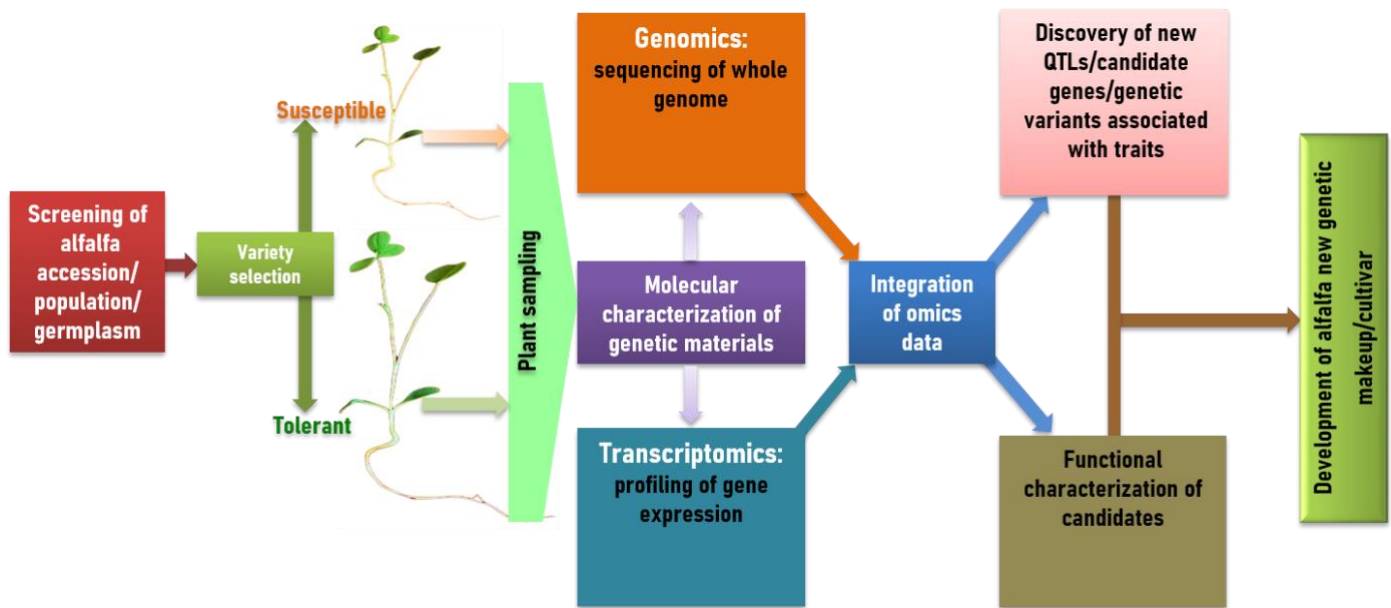 Screening of
alfalfa
accession/
population/
germplasm
Variety
selection
Susceptible
Tolerant
Plant sampling
Genomics:
sequencing of whole
genome
Molecular
characterization of
genetic materials
Transcriptomics:
profiling of gene
expression
Integration
of omics
data
Discovery of new
QTLs/candidate
genes/genetic
variants associated
with traits
Functional
characterization of
candidates
Development of alfalfa new genetic
makeup/cultivar